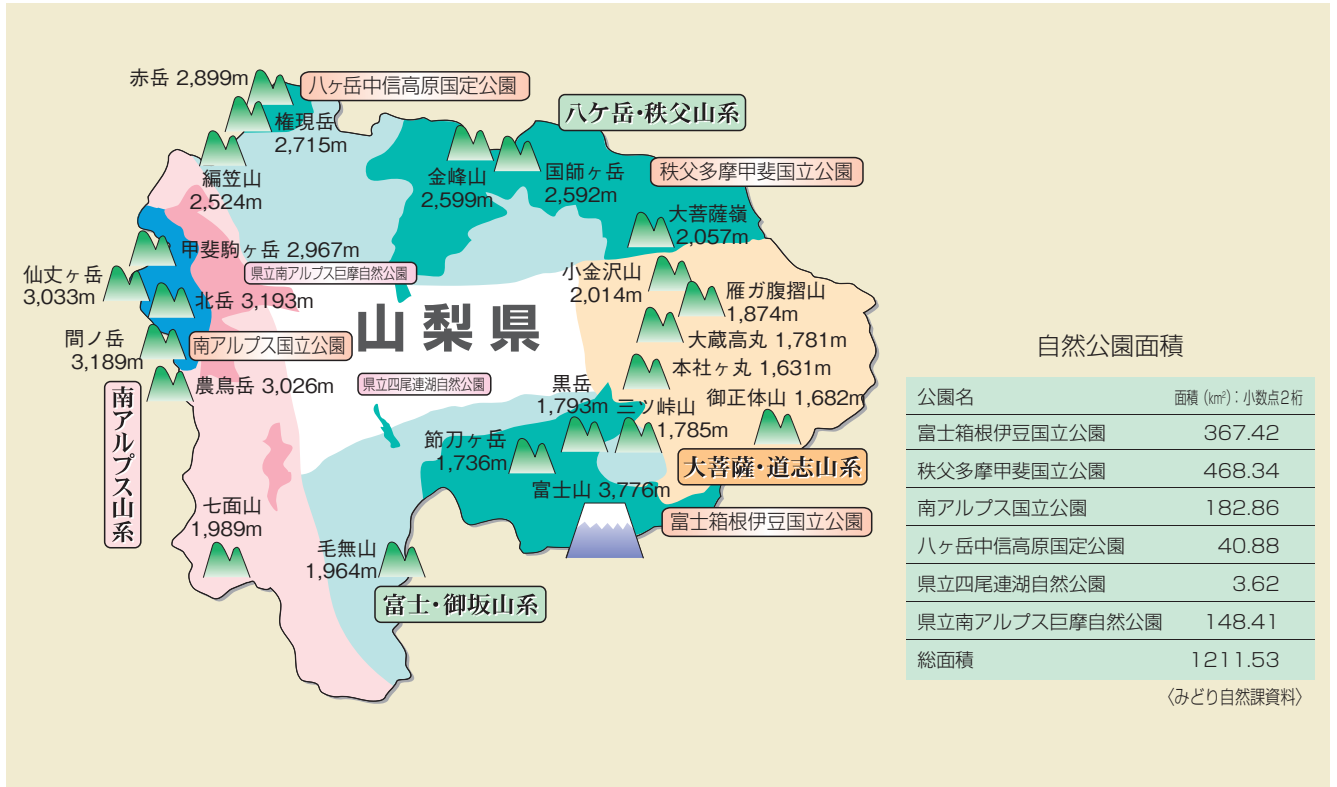 赤岳 2,899m
八ヶ岳中信高原国定公園
権現岳
2,715m
八ケ岳・秩父山系
編笠山
2,524m
金峰山
2,599m
国師ヶ岳
2,592m
秩父多摩甲斐国立公園
大菩薩嶺
2,057m
甲斐駒ヶ岳 2,967m
仙丈ヶ岳
3,033m
県立南アルプス巨摩自然公園
北岳 3,193m
小金沢山
2,014m
雁ガ腹摺山
1,874m
山梨県
間ノ岳
3,189m
南アルプス国立公園
大蔵高丸 1,781m
本社ヶ丸 1,631m
農鳥岳 3,026m
県立四尾連湖自然公園
黒岳
1,793m
三ツ峠山
1,785m
御正体山 1,682m
南アルプス山系
節刀ヶ岳
1,736m
大菩薩・道志山系
富士山 3,776m
富士箱根伊豆国立公園
七面山
1,989m
毛無山
1,964m
富士・御坂山系
自然公園面積
公園名 面積(km²):小数点2桁
富士箱根伊豆国立公園 367.42
秩父多摩甲斐国立公園 468.34
南アルプス国立公園 182.86
八ヶ岳中信高原国定公園 40.88
県立四尾連湖自然公園 3.62
県立南アルプス巨摩自然公園 148.41
総面積 1211.53
〈みどり自然課資料〉